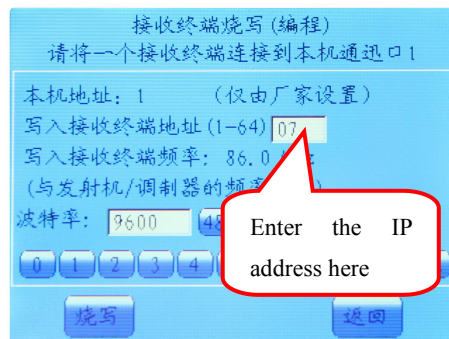 接收终端烧写(编程)
请将一个接收终端连接到本机通迅口1
本机地址: 1 (仅由厂家设置)
写入接收终端地址(1-64) 07
写入接收终端频率: 86.0
(与发射机/调制器的频率
波特率: 9600 48
0 1 2 3 4
Enter the IP
address here
烧写 返回